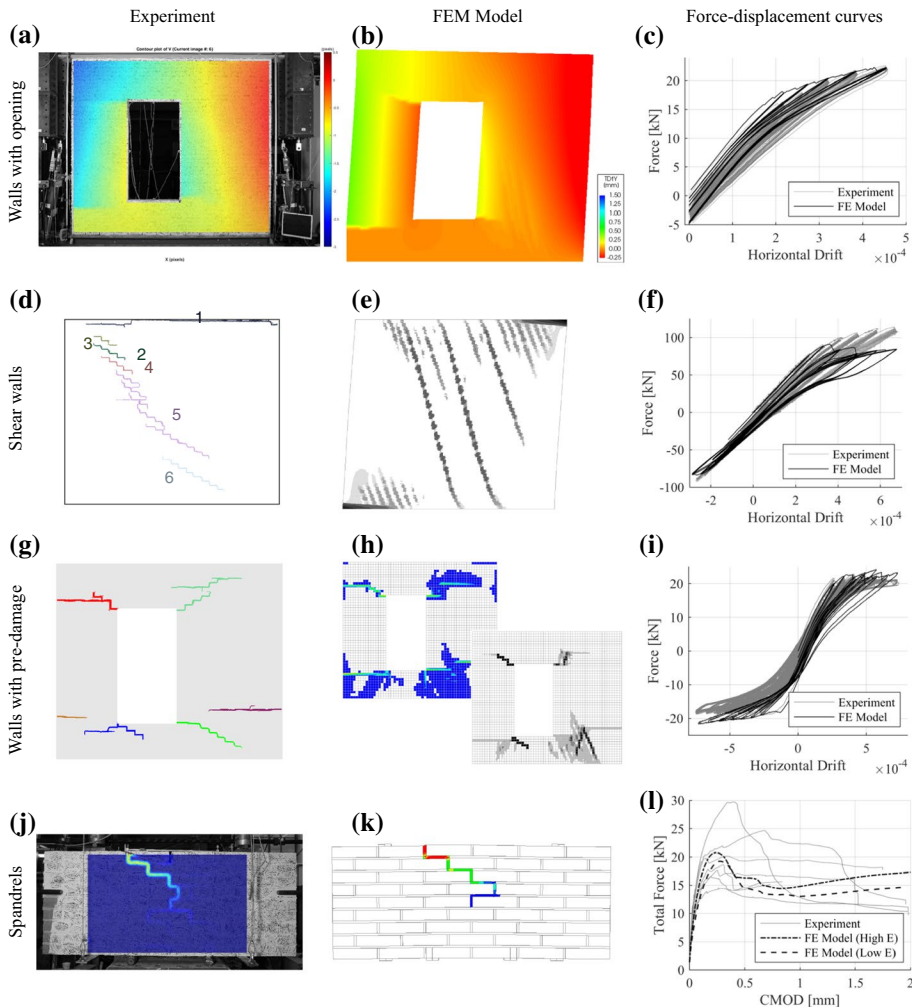 Experiment FEM Model Force-displacement curves
Walls with opening
(a) (b) (c)
Contour plot of V (Current image #: 6)
X (pixels)
TDtY
(mm)
1.50
1.25
1.00
0.75
0.50
0.25
0.00
-0.25
Force [kN]
20
15
10
5
0
-5
Experiment
FE Model
0 1 2 3 4 5
Horizontal Drift ×10⁻⁴
Shear walls
(d) (e) (f)
1
3
2
4
5
6
Force [kN]
100
50
0
-50
-100
Experiment
FE Model
-2 0 2 4 6
Horizontal Drift ×10⁻⁴
Walls with pre-damage
(g) (h) (i)
Force [kN]
20
10
0
-10
-20
Experiment
FE Model
-5 0 5
Horizontal Drift ×10⁻⁴
Spandrels
(j) (k) (l)
Total Force [kN]
30
25
20
15
10
5
0
Experiment
FE Model (High E)
FE Model (Low E)
0 0.5 1 1.5 2
CMOD [mm]